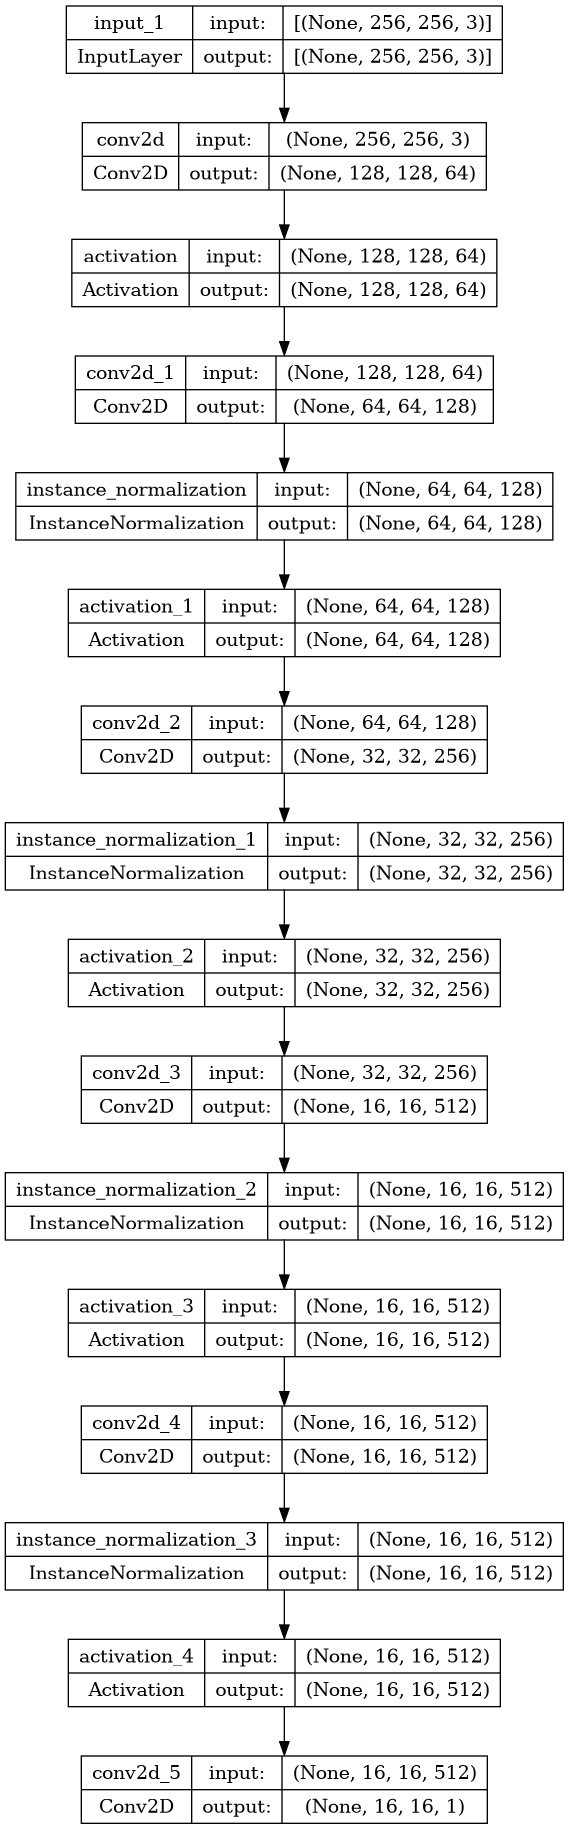 input_1 input: [(None, 256, 256, 3)]
InputLayer output: [(None, 256, 256, 3)]
conv2d input: (None, 256, 256, 3)
Conv2D output: (None, 128, 128, 64)
activation input: (None, 128, 128, 64)
Activation output: (None, 128, 128, 64)
conv2d_1 input: (None, 128, 128, 64)
Conv2D output: (None, 64, 64, 128)
instance_normalization input: (None, 64, 64, 128)
InstanceNormalization output: (None, 64, 64, 128)
activation_1 input: (None, 64, 64, 128)
Activation output: (None, 64, 64, 128)
conv2d_2 input: (None, 64, 64, 128)
Conv2D output: (None, 32, 32, 256)
instance_normalization_1 input: (None, 32, 32, 256)
InstanceNormalization output: (None, 32, 32, 256)
activation_2 input: (None, 32, 32, 256)
Activation output: (None, 32, 32, 256)
conv2d_3 input: (None, 32, 32, 256)
Conv2D output: (None, 16, 16, 512)
instance_normalization_2 input: (None, 16, 16, 512)
InstanceNormalization output: (None, 16, 16, 512)
activation_3 input: (None, 16, 16, 512)
Activation output: (None, 16, 16, 512)
conv2d_4 input: (None, 16, 16, 512)
Conv2D output: (None, 16, 16, 512)
instance_normalization_3 input: (None, 16, 16, 512)
InstanceNormalization output: (None, 16, 16, 512)
activation_4 input: (None, 16, 16, 512)
Activation output: (None, 16, 16, 512)
conv2d_5 input: (None, 16, 16, 512)
Conv2D output: (None, 16, 16, 1)